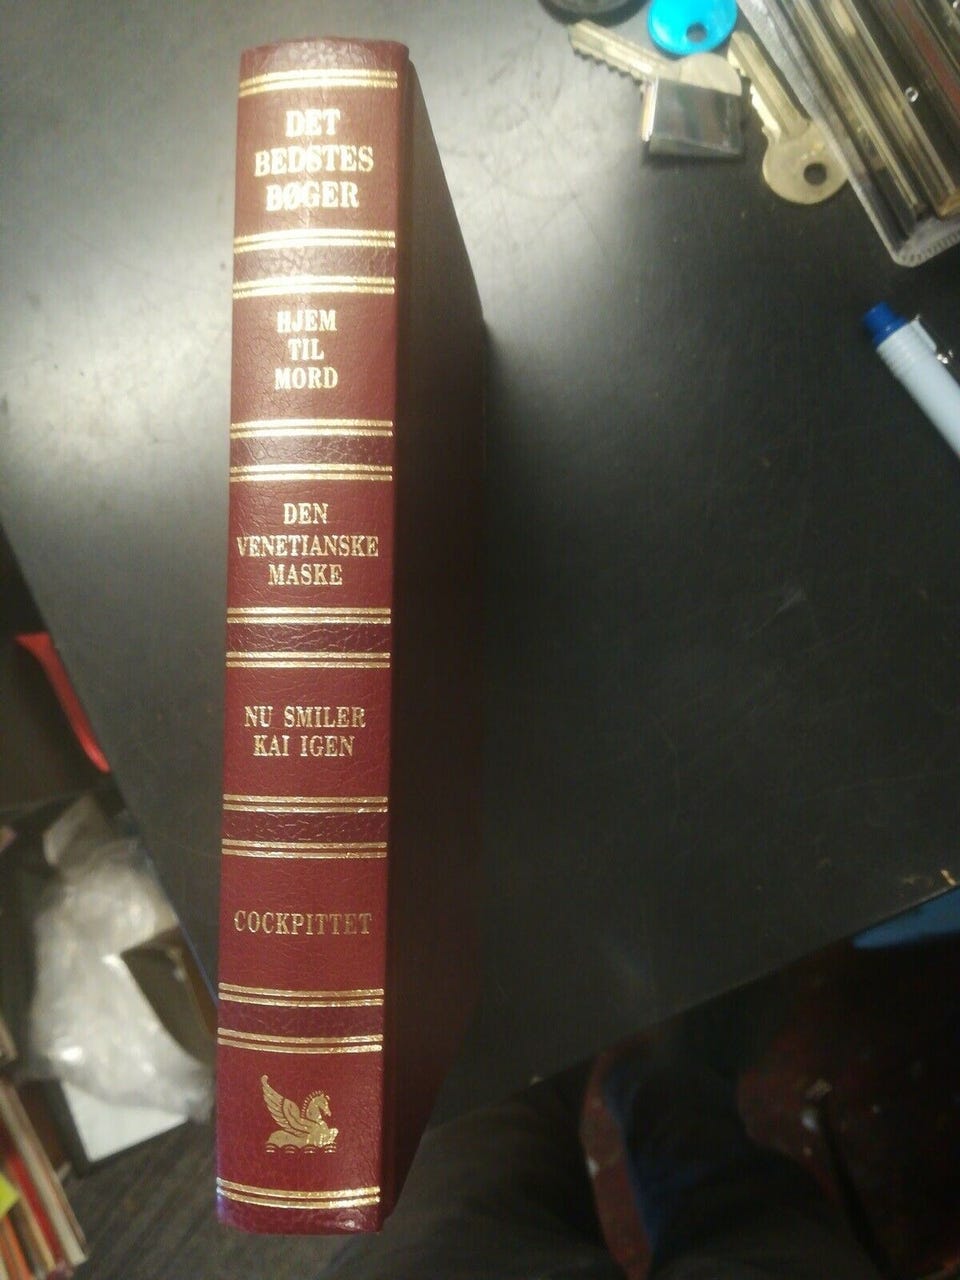 DET
BEDSTES
BØGER
HJEM
TIL
MORD
DEN
VENETIANSKE
MASKE
NU SMILER
KAI IGEN
COCKPITTET